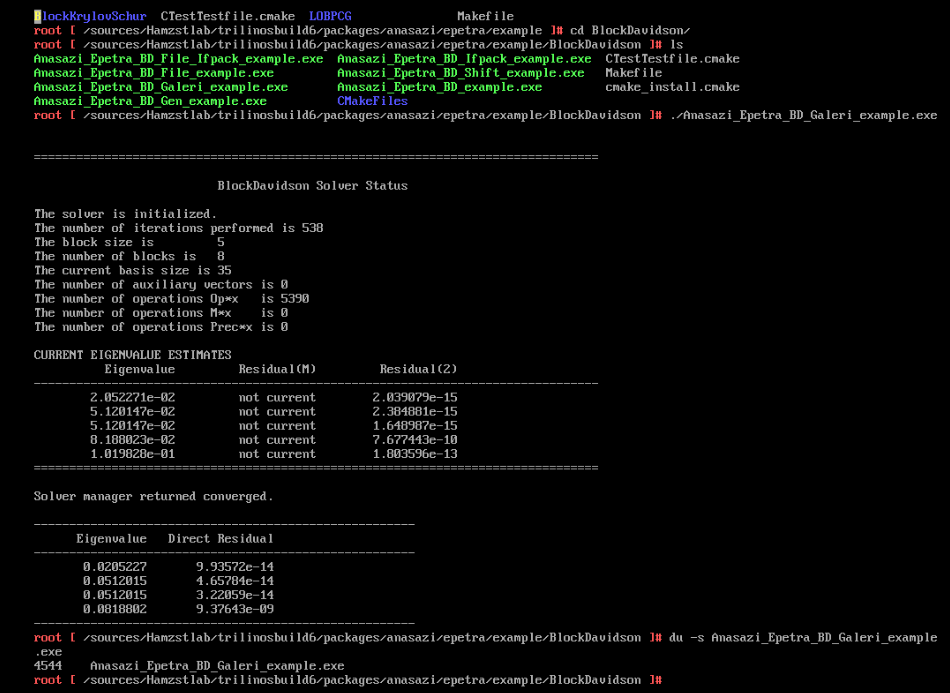 BlockKrylovSchur  CTestTestfile.cmake  LOBPCG               Makefile
root [ /sources/Hamzstlab/trilinosbuild6/packages/anasazi/epetra/example ]# cd BlockDavidson/
root [ /sources/Hamzstlab/trilinosbuild6/packages/anasazi/epetra/example/BlockDavidson ]# ls
Anasazi_Epetra_BD_File_Ifpack_example.exe  Anasazi_Epetra_BD_Ifpack_example.exe  CTestTestfile.cmake
Anasazi_Epetra_BD_File_example.exe         Anasazi_Epetra_BD_Shift_example.exe   Makefile
Anasazi_Epetra_BD_Galeri_example.exe       Anasazi_Epetra_BD_example.exe         cmake_install.cmake
Anasazi_Epetra_BD_Gen_example.exe          CMakeFiles
root [ /sources/Hamzstlab/trilinosbuild6/packages/anasazi/epetra/example/BlockDavidson ]# ./Anasazi_Epetra_BD_Galeri_example.exe
================================================================================
BlockDavidson Solver Status
The solver is initialized.
The number of iterations performed is 538
The block size is         5
The number of blocks is   8
The current basis size is 35
The number of auxiliary vectors is 0
The number of operations Op*x   is 5390
The number of operations M*x    is 0
The number of operations Prec*x is 0
CURRENT EIGENVALUE ESTIMATES
Eigenvalue         Residual(M)         Residual(2)
--------------------------------------------------------------------------------
2.052271e-02         not current        2.039079e-15
5.120147e-02         not current        2.384881e-15
5.120147e-02         not current        1.648987e-15
8.188023e-02         not current        7.677443e-10
1.019828e-01         not current        1.803596e-13
================================================================================
Solver manager returned converged.
------------------------------------------------------
Eigenvalue   Direct Residual
------------------------------------------------------
0.0205227       9.93572e-14
0.0512015       4.65784e-14
0.0512015       3.22059e-14
0.0818802       9.37643e-09
------------------------------------------------------
root [ /sources/Hamzstlab/trilinosbuild6/packages/anasazi/epetra/example/BlockDavidson ]# du -s Anasazi_Epetra_BD_Galeri_example
.exe
4544    Anasazi_Epetra_BD_Galeri_example.exe
root [ /sources/Hamzstlab/trilinosbuild6/packages/anasazi/epetra/example/BlockDavidson ]#